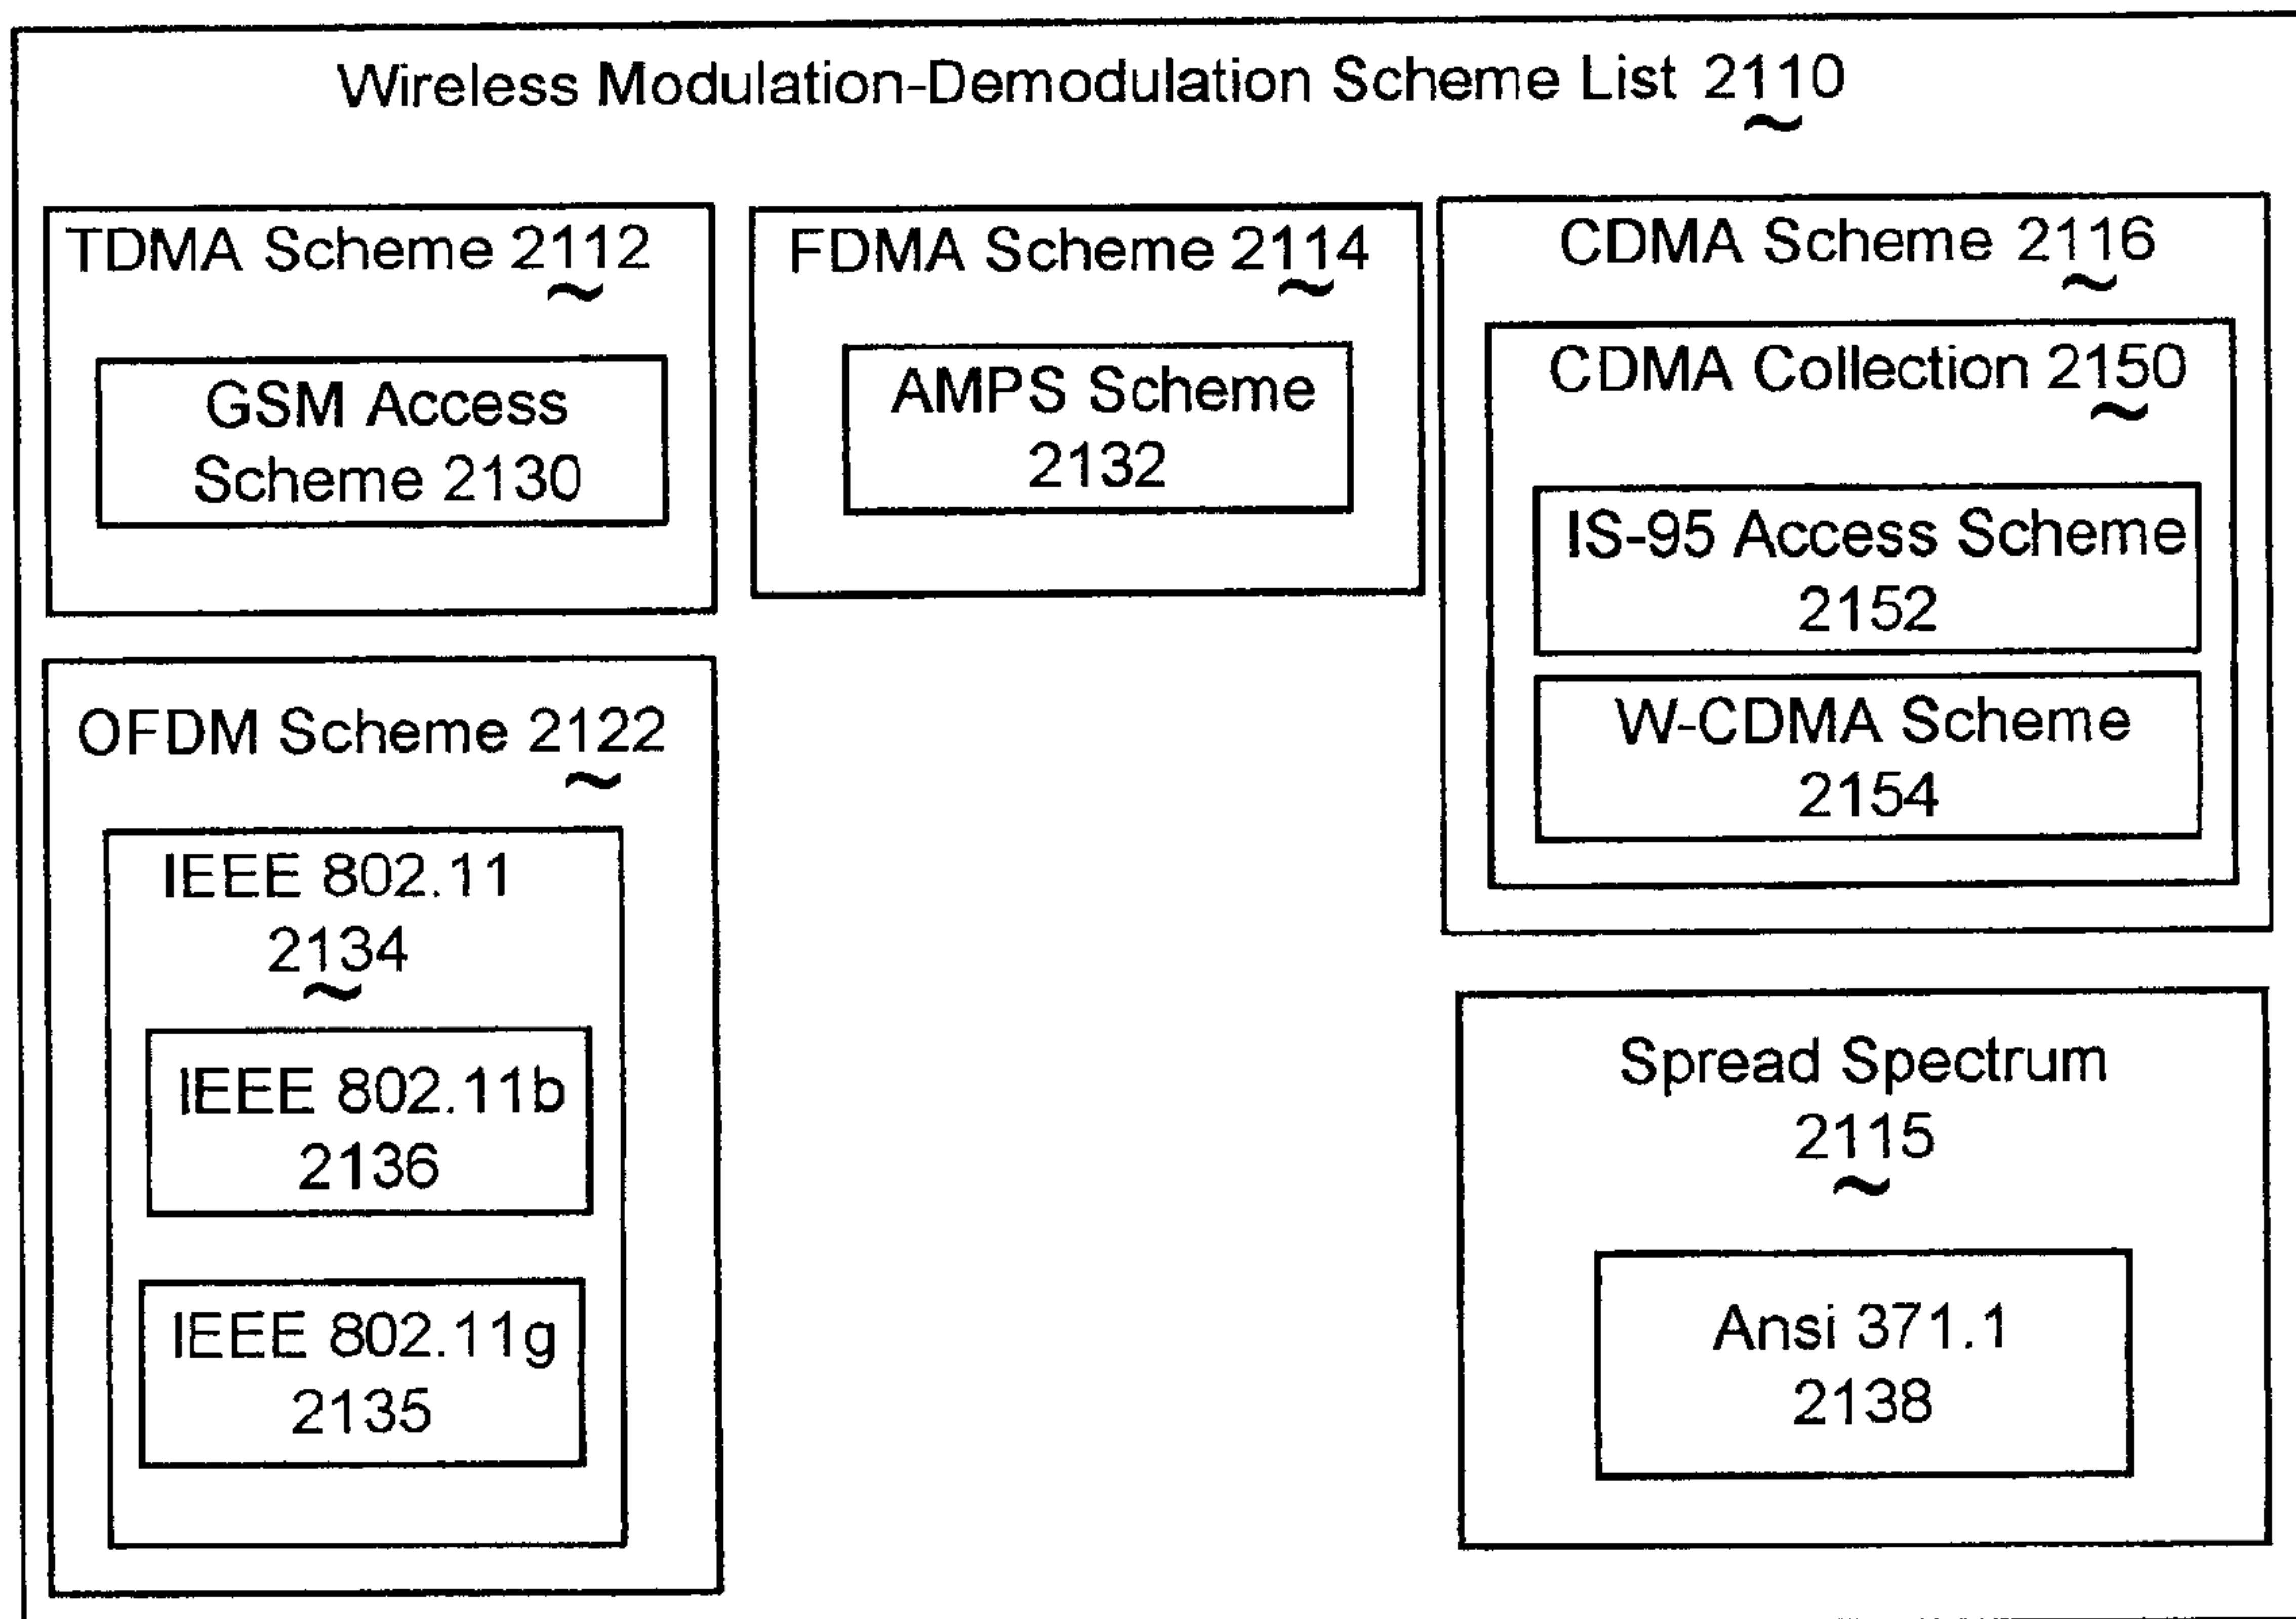 Wireless Modulation-Demodulation Scheme List 2110
TDMA Scheme 2112
GSM Access
Scheme 2130
FDMA Scheme 2114
AMPS Scheme
2132
CDMA Scheme 2116
CDMA Collection 2150
IS-95 Access Scheme
2152
W-CDMA Scheme
2154
OFDM Scheme 2122
IEEE 802.11
2134
IEEE 802.11b
2136
IEEE 802.11g
2135
Spread Spectrum
2115
Ansi 371.1
2138